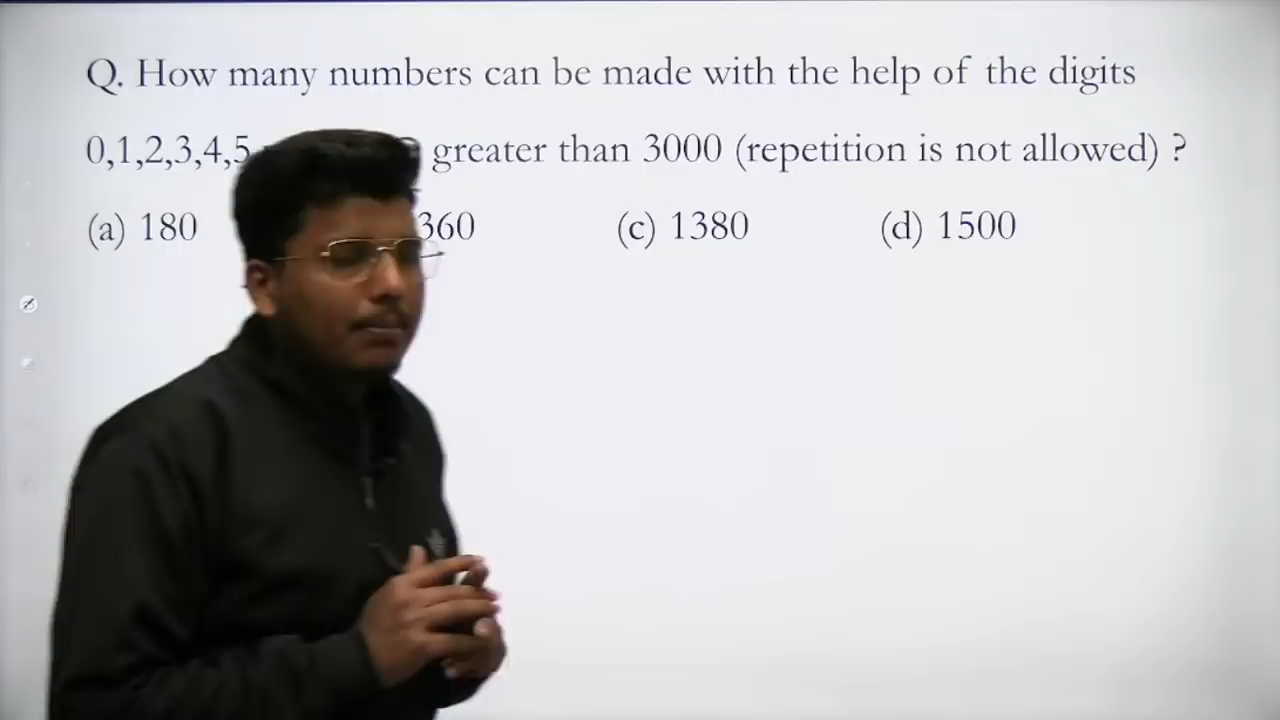 Q. How many numbers can be made with the help of the digits
0,1,2,3,4,5 greater than 3000 (repetition is not allowed) ?
(a) 180 360 (c) 1380 (d) 1500